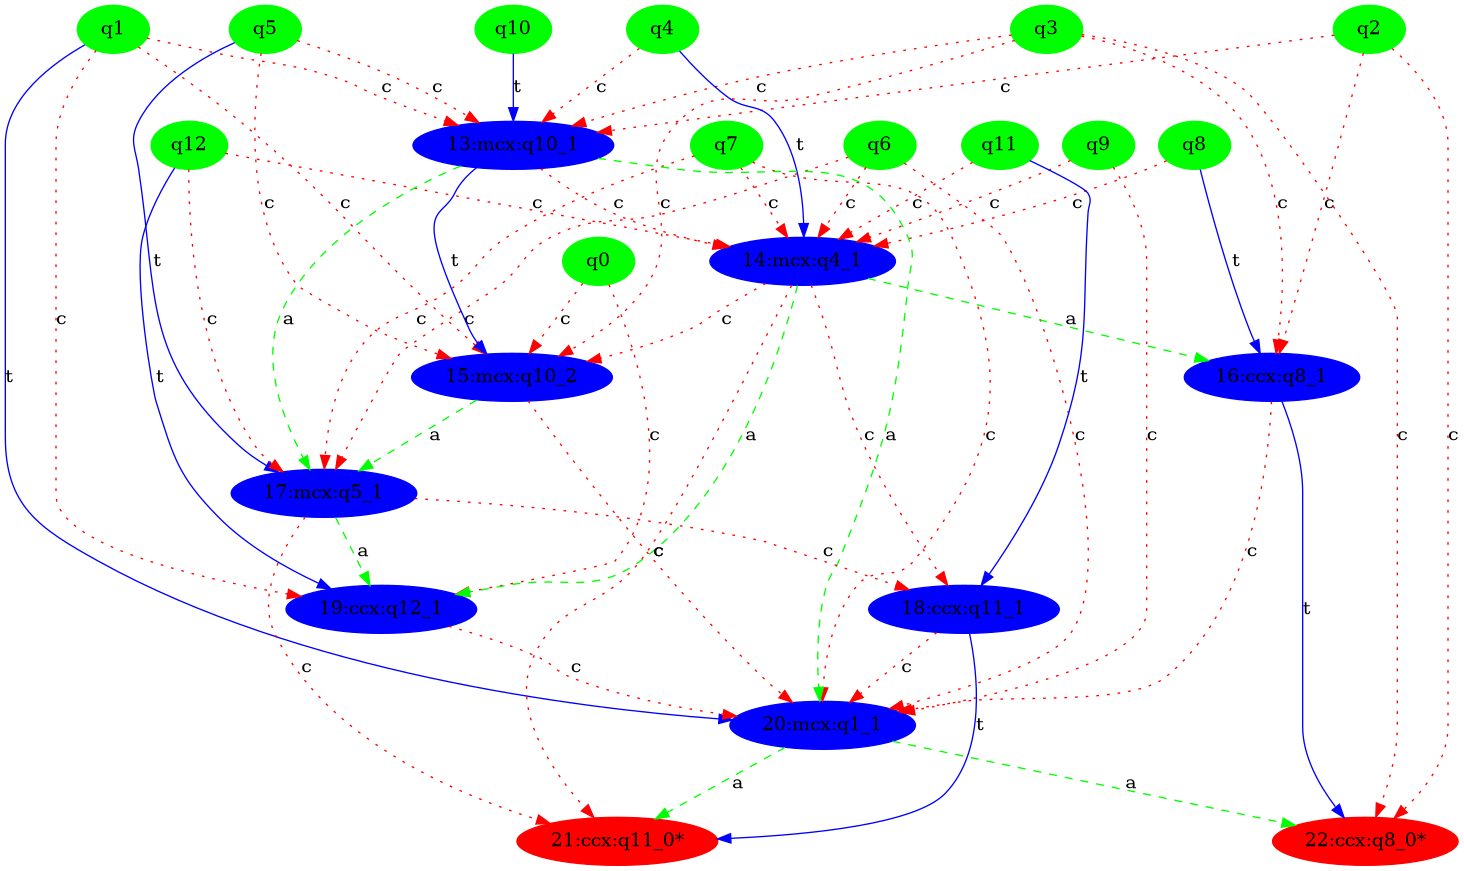 q1 q5 q10 q4 q3 q2
c c c t c c c
q12 13:mcx:q10_1 q7 q6 q11 q9 q8
t
c c c c c c c c c c c c
q0 14:mcx:q4_1
t t t
a c c c c a
c t 15:mcx:q10_2 16:ccx:q8_1
t
a c c a a c c t c c c c c
17:mcx:q5_1
a c c c c
19:ccx:q12_1 18:ccx:q11_1
t
c c c
20:mcx:q1_1
t
a a
21:ccx:q11_0* 22:ccx:q8_0*